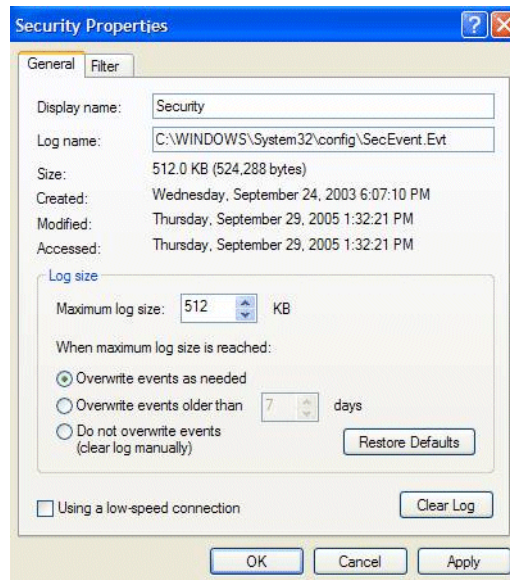 Security Properties
General Filter
Display name: Security
Log name: C:\WINDOWS\System32\config\SecEvent.Evt
Size: 512.0 KB (524,288 bytes)
Created: Wednesday, September 24, 2003 6:07:10 PM
Modified: Thursday, September 29, 2005 1:32:21 PM
Accessed: Thursday, September 29, 2005 1:32:21 PM
Log size
Maximum log size: 512 KB
When maximum log size is reached:
Overwrite events as needed
Overwrite events older than 7 days
Do not overwrite events
(clear log manually)
Restore Defaults
Using a low-speed connection
Clear Log
OK Cancel Apply